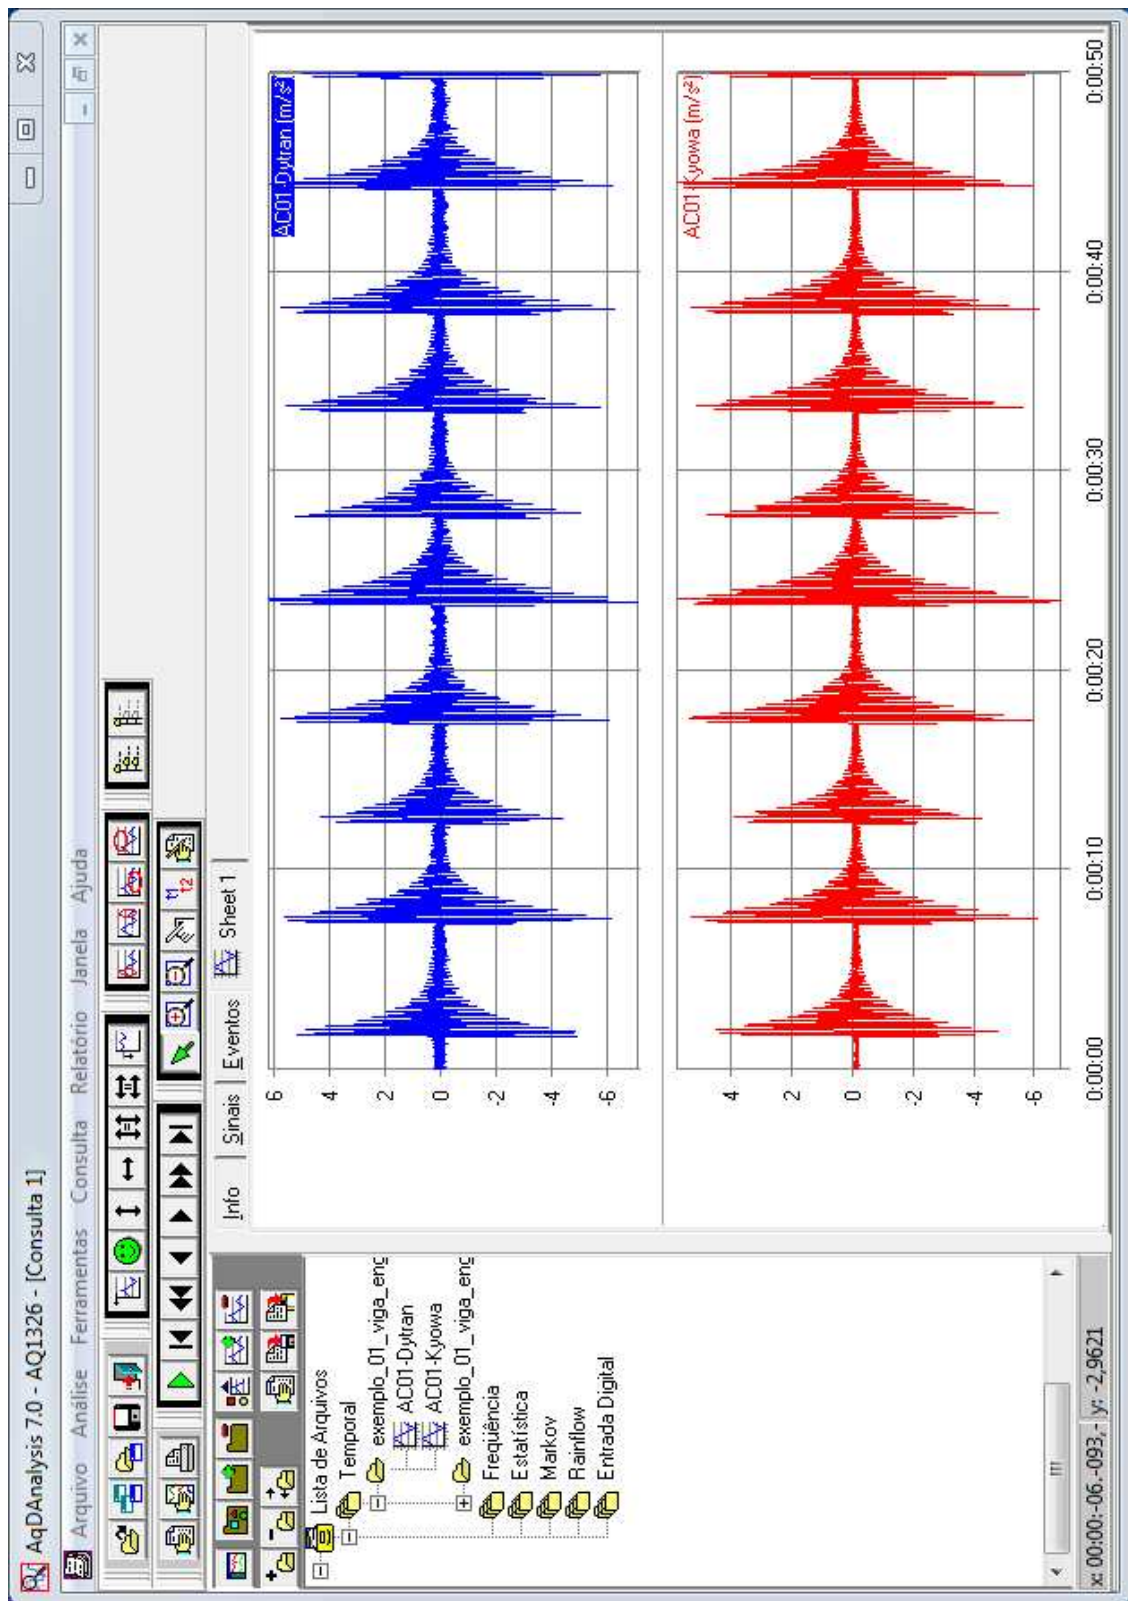 AqDAnalysis 7.0 - AQ1326 - [Consulta 1]
Arquivo Análise Ferramentas Consulta Relatório Janela Ajuda
t1
t2
Info Sinais Eventos Sheet 1
Lista de Arquivos
Temporal
exemplo_01_viga_eng
AC01-Dytran
AC01-Kyowa
exemplo_01_viga_eng
Freqüência
Estatística
Markov
Rainflow
Entrada Digital
AC01-Dytran (m/s²)
6
4
2
0
-2
-4
-6
AC01-Kyowa (m/s²)
4
2
0
-2
-4
-6
0:00:00 0:00:10 0:00:20 0:00:30 0:00:40 0:00:50
x: 00:00:-06.-093,- y: -2,9621